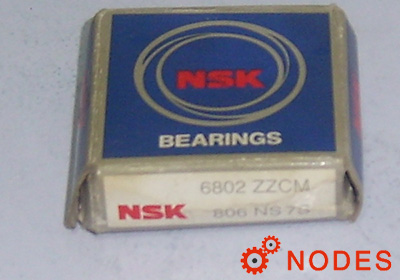 NSK
BEARINGS
6802 ZZCM
NSK 806 NS7S
NODES